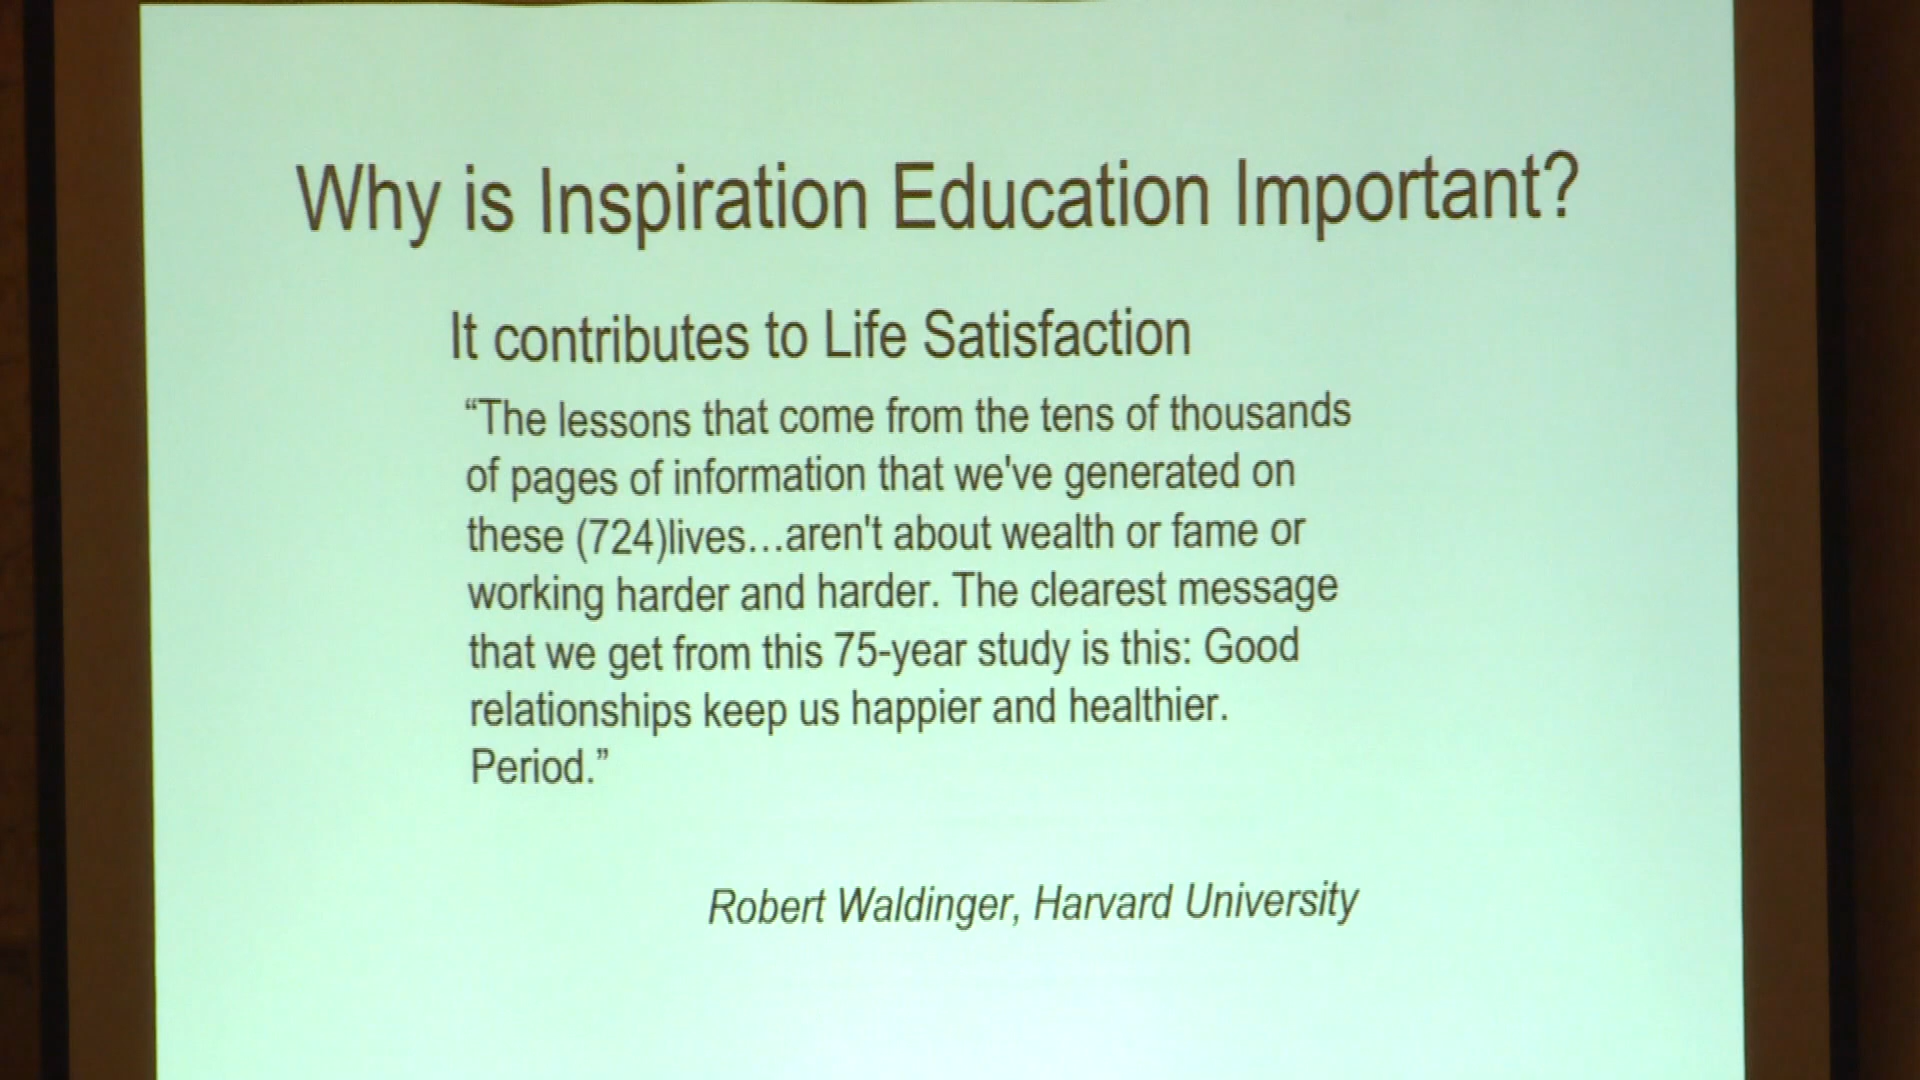 Why is Inspiration Education Important?
It contributes to Life Satisfaction
“The lessons that come from the tens of thousands
of pages of information that we've generated on
these (724)lives...aren't about wealth or fame or
working harder and harder. The clearest message
that we get from this 75-year study is this: Good
relationships keep us happier and healthier.
Period.”
Robert Waldinger, Harvard University